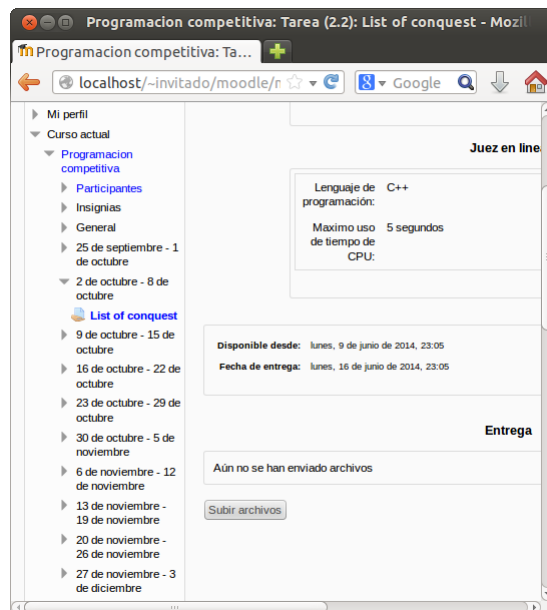 Programacion competitiva: Tarea (2.2): List of conquest - Mozil
Programacion competitiva: Ta...
localhost/~invitado/moodle/r
Google
Mi perfil
Curso actual
Programacion
competitiva
Participantes
Insignias
General
25 de septiembre - 1
de octubre
2 de octubre - 8 de
octubre
List of conquest
9 de octubre - 15 de
octubre
16 de octubre - 22 de
octubre
23 de octubre - 29 de
octubre
30 de octubre - 5 de
noviembre
6 de noviembre - 12
de noviembre
13 de noviembre -
19 de noviembre
20 de noviembre -
26 de noviembre
27 de noviembre - 3
de diciembre
Juez en line
Lenguaje de C++
programación:
Maximo uso 5 segundos
de tiempo de
CPU:
Disponible desde: lunes, 9 de junio de 2014, 23:05
Fecha de entrega: lunes, 16 de junio de 2014, 23:05
Entrega
Aún no se han enviado archivos
Subir archivos